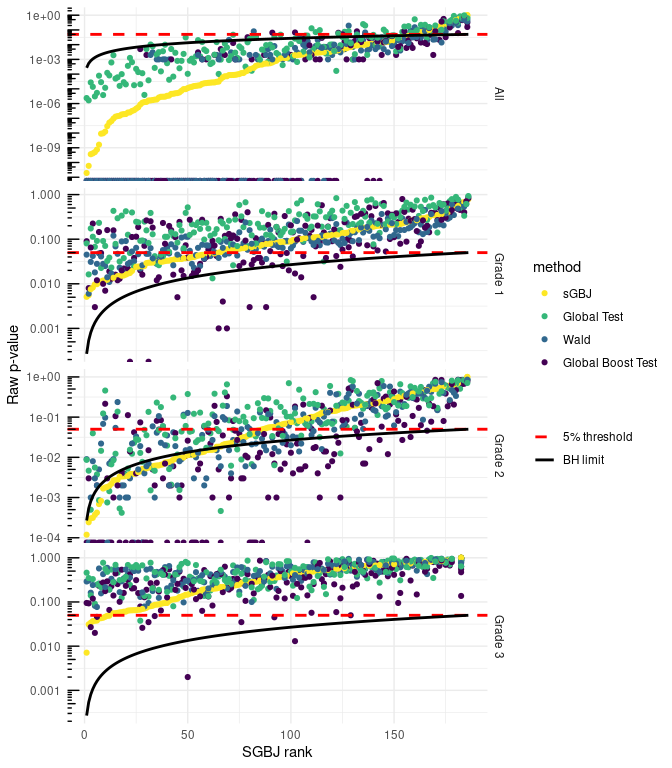 Raw p-value
1e+00
1e-03
1e-06
1e-09
All
1.000
0.100
0.010
0.001
Grade 1
1e+00
1e-01
1e-02
1e-03
1e-04
Grade 2
1.000
0.100
0.010
0.001
Grade 3
0
50
100
150
SGBJ rank
method
sGBJ
Global Test
Wald
Global Boost Test
5% threshold
BH limit